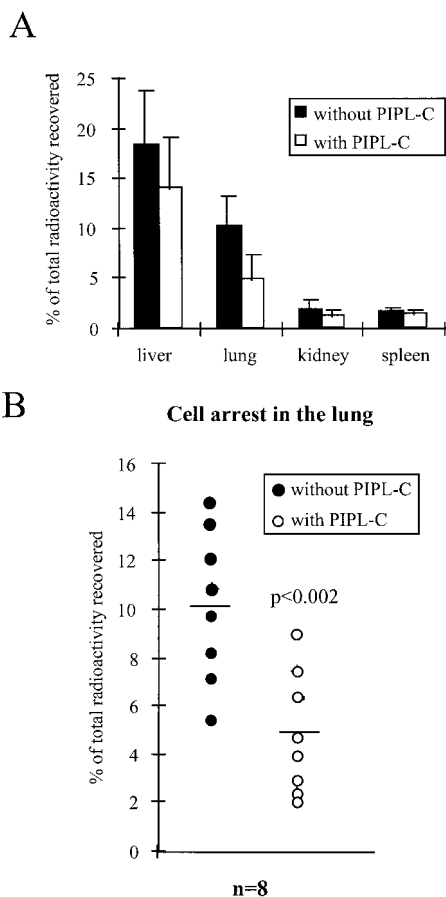 A
% of total radioactivity recovered
25
20
15
10
5
0
without PIPL-C
with PIPL-C
liver lung kidney spleen
B
Cell arrest in the lung
% of total radioactivity recovered
16
14
12
10
8
6
4
2
0
without PIPL-C
with PIPL-C
p<0.002
n=8